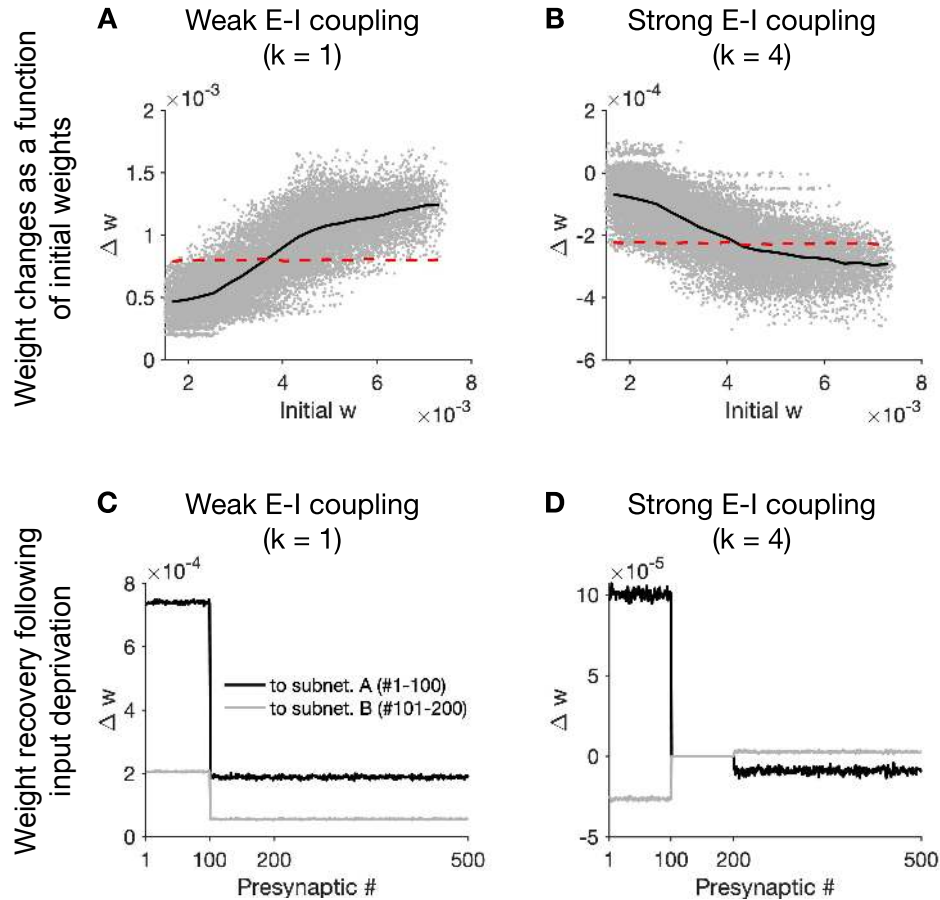 A Weak E-I coupling
(k = 1)
B Strong E-I coupling
(k = 4)
Weight changes as a function
of initial weights
×10⁻³
2
1.5
1
0.5
0
Δ w
2 4 6 8
Initial w ×10⁻³
×10⁻⁴
2
0
-2
-4
-6
Δ w
2 4 6 8
Initial w ×10⁻³
C Weak E-I coupling
(k = 1)
D Strong E-I coupling
(k = 4)
Weight recovery following
input deprivation
×10⁻⁴
8
6
4
2
0
Δ w
to subnet. A (#1-100)
to subnet. B (#101-200)
1 100 200 500
Presynaptic #
×10⁻⁵
10
5
0
-5
Δ w
1 100 200 500
Presynaptic #